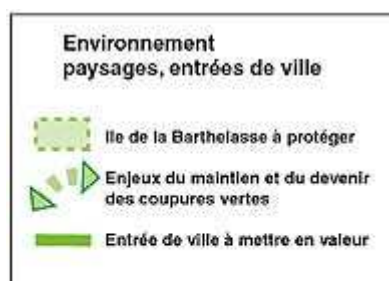 Environnement
paysages, entrées de ville
Ile de la Barthelasse à protéger
Enjeux du maintien et du devenir
des coupures vertes
Entrée de ville à mettre en valeur